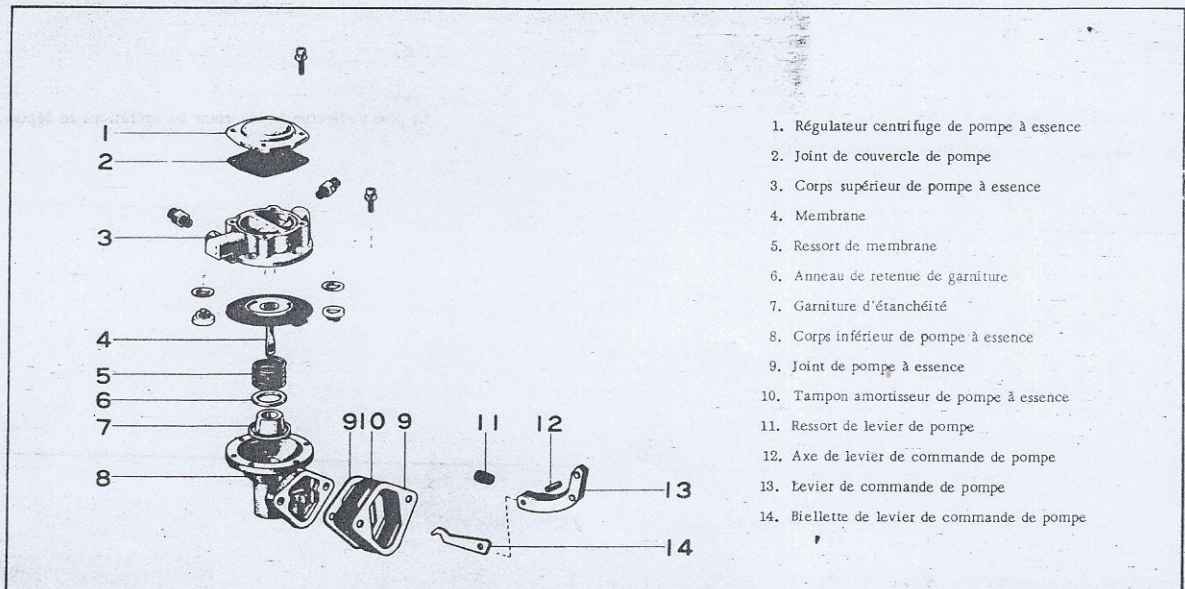 1
2
3
4
5
6
7
8
9 10 9
11
12
13
14
1. Régulateur centrifuge de pompe à essence
2. Joint de couvercle de pompe
3. Corps supérieur de pompe à essence
4. Membrane
5. Ressort de membrane
6. Anneau de retenue de garniture
7. Garniture d'étanchéité
8. Corps inférieur de pompe à essence
9. Joint de pompe à essence
10. Tampon amortisseur de pompe à essence
11. Ressort de levier de pompe
12. Axe de levier de commande de pompe
13. Levier de commande de pompe
14. Biellette de levier de commande de pompe